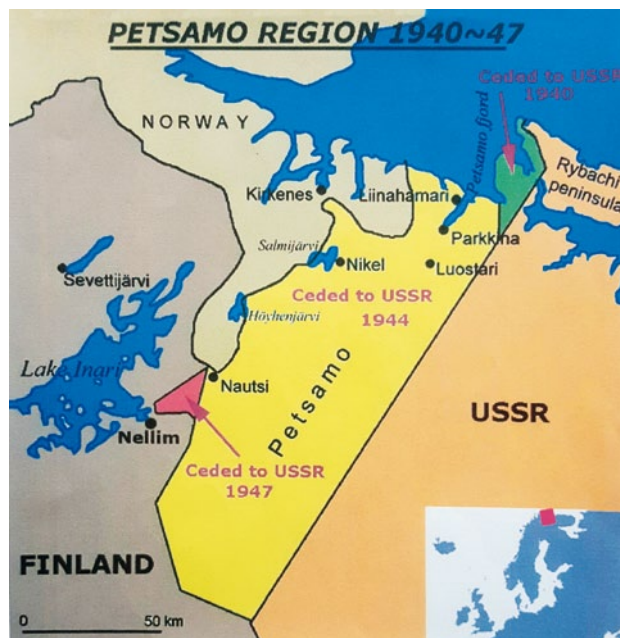 PETSAMO REGION 1940~47
Ceded to USSR
1940
NORWAY
Petsamo fjord
Rybachi
peninsula
Kirkenes
Liinahamari
Parkkina
Salmijärvi
Nikel
Luostari
Sevettijärvi
Ceded to USSR
1944
Höyhenjärvi
Lake Inari
Nautsi
Petsamo
USSR
Nellim
Ceded to USSR
1947
FINLAND
0
50 km